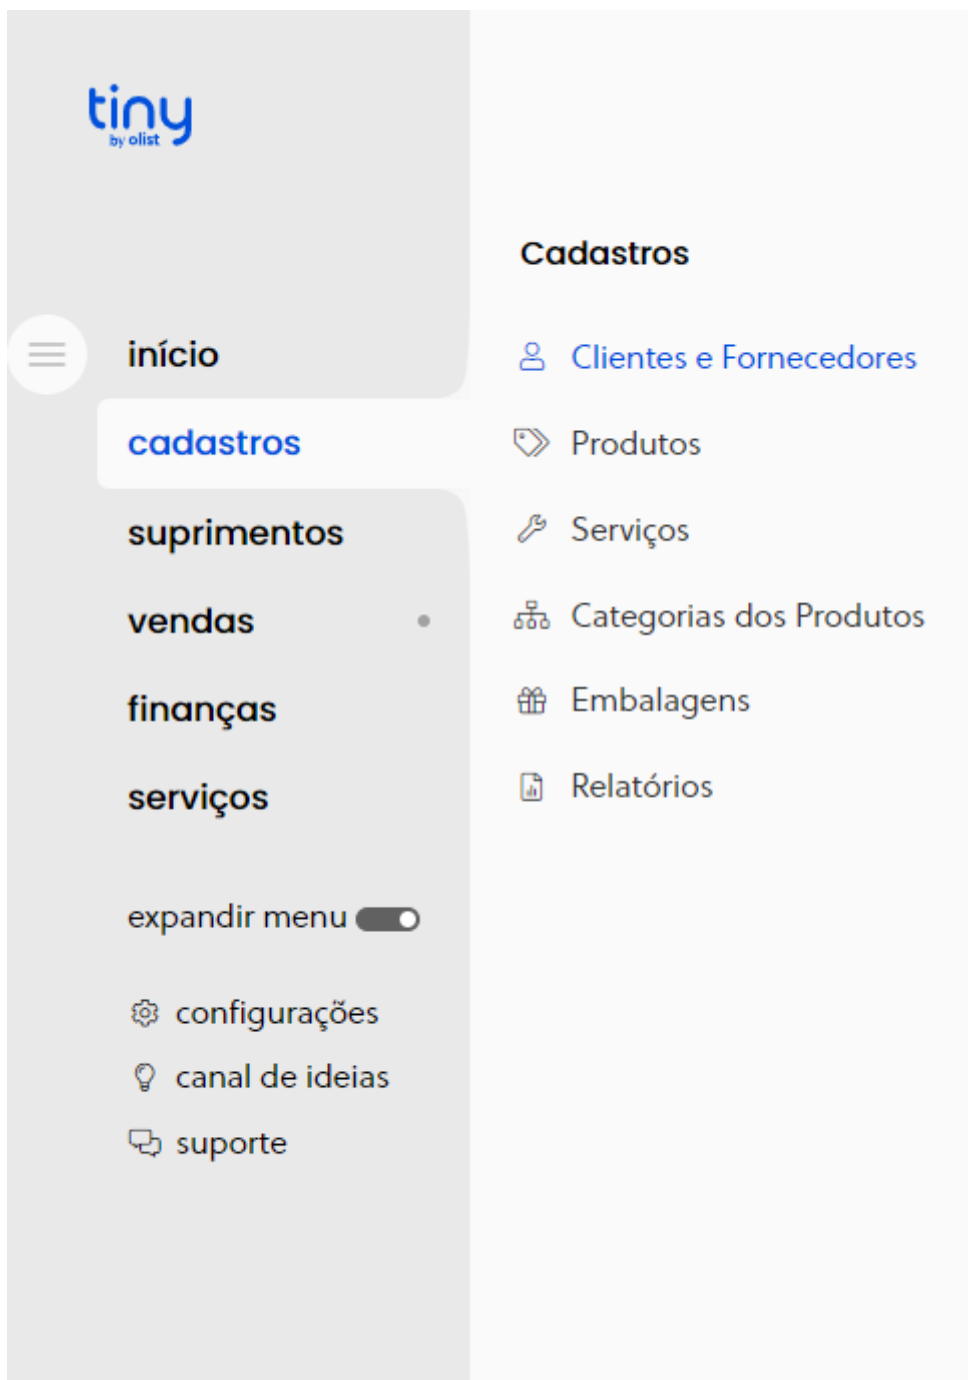 tiny
by olist
início
cadastros
suprimentos
vendas
finanças
serviços
expandir menu
configurações
canal de ideias
suporte
Cadastros
Clientes e Fornecedores
Produtos
Serviços
Categorias dos Produtos
Embalagens
Relatórios